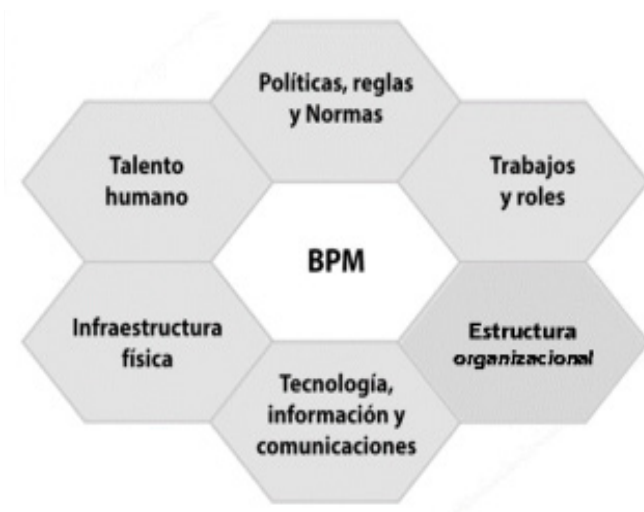 Políticas, reglas
y Normas
Talento
humano
Trabajos
y roles
BPM
Infraestructura
física
Estructura
organizacional
Tecnología,
información y
comunicaciones